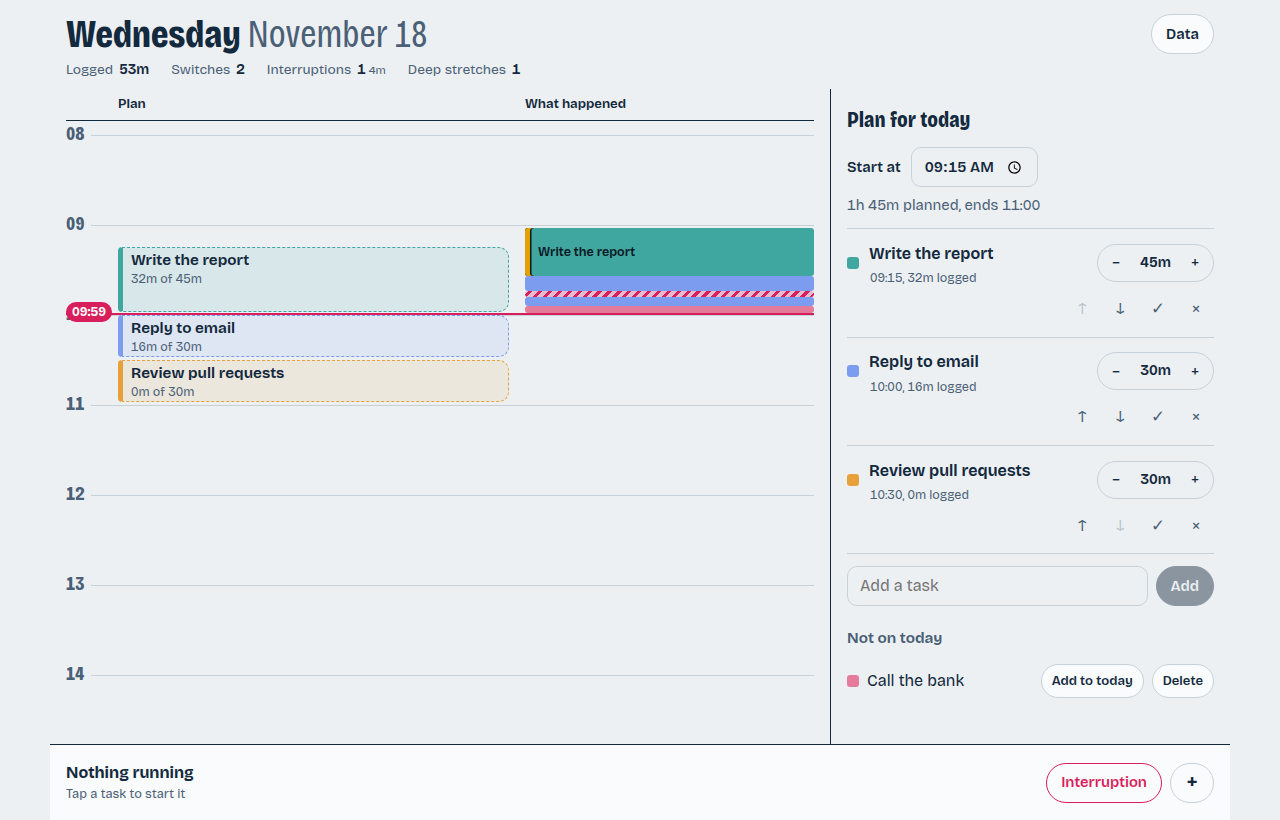 Wednesday November 18
Data
Logged 53m Switches 2 Interruptions 1 4m Deep stretches 1
Plan
What happened
08
09
Write the report
32m of 45m
Write the report
09:59
Reply to email
16m of 30m
Review pull requests
0m of 30m
11
12
13
14
Plan for today
Start at 09:15 AM
1h 45m planned, ends 11:00
Write the report
09:15, 32m logged
− 45m +
↑ ↓ ✓ ×
Reply to email
10:00, 16m logged
− 30m +
↑ ↓ ✓ ×
Review pull requests
10:30, 0m logged
− 30m +
↑ ↓ ✓ ×
Add a task
Add
Not on today
Call the bank
Add to today
Delete
Nothing running
Tap a task to start it
Interruption
+